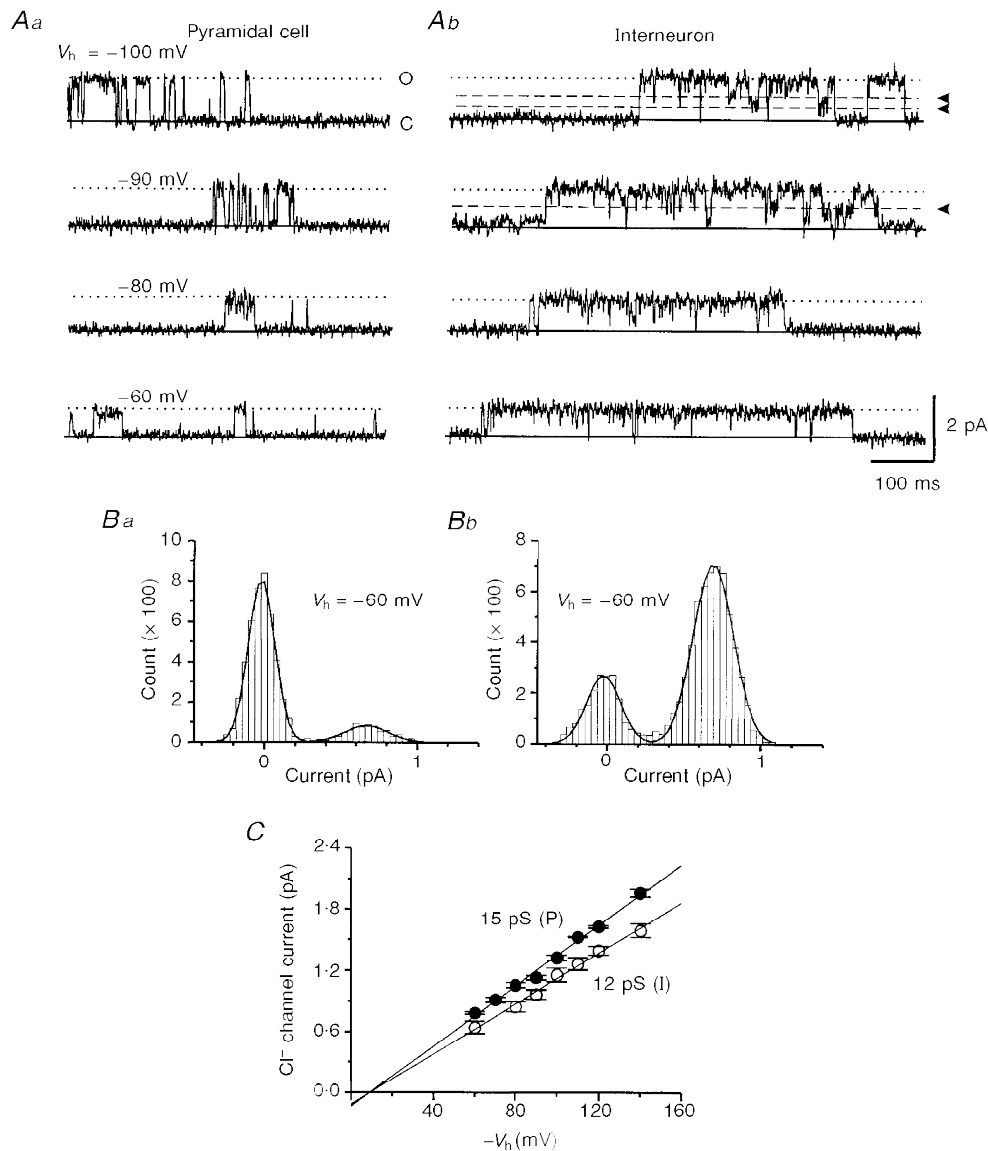 Aa
Pyramidal cell
Vh = −100 mV
O
C
−90 mV
−80 mV
−60 mV
Ab
Interneuron
2 pA
100 ms
Ba
10
8
6
4
2
0
Count (× 100)
Vh = −60 mV
0
1
Current (pA)
Bb
8
6
4
2
0
Count (× 100)
Vh = −60 mV
0
1
Current (pA)
C
2·4
1·8
1·2
0·6
0·0
Cl− channel current (pA)
15 pS (P)
12 pS (I)
40
80
120
160
−Vh (mV)